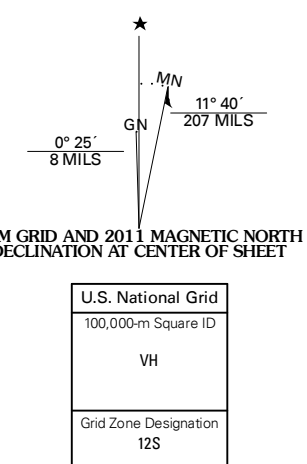 MN
GN
11° 40´
207 MILS
0° 25´
8 MILS
M GRID AND 2011 MAGNETIC NORTH
DECLINATION AT CENTER OF SHEET
U.S. National Grid
100,000-m Square ID
VH
Grid Zone Designation
12S